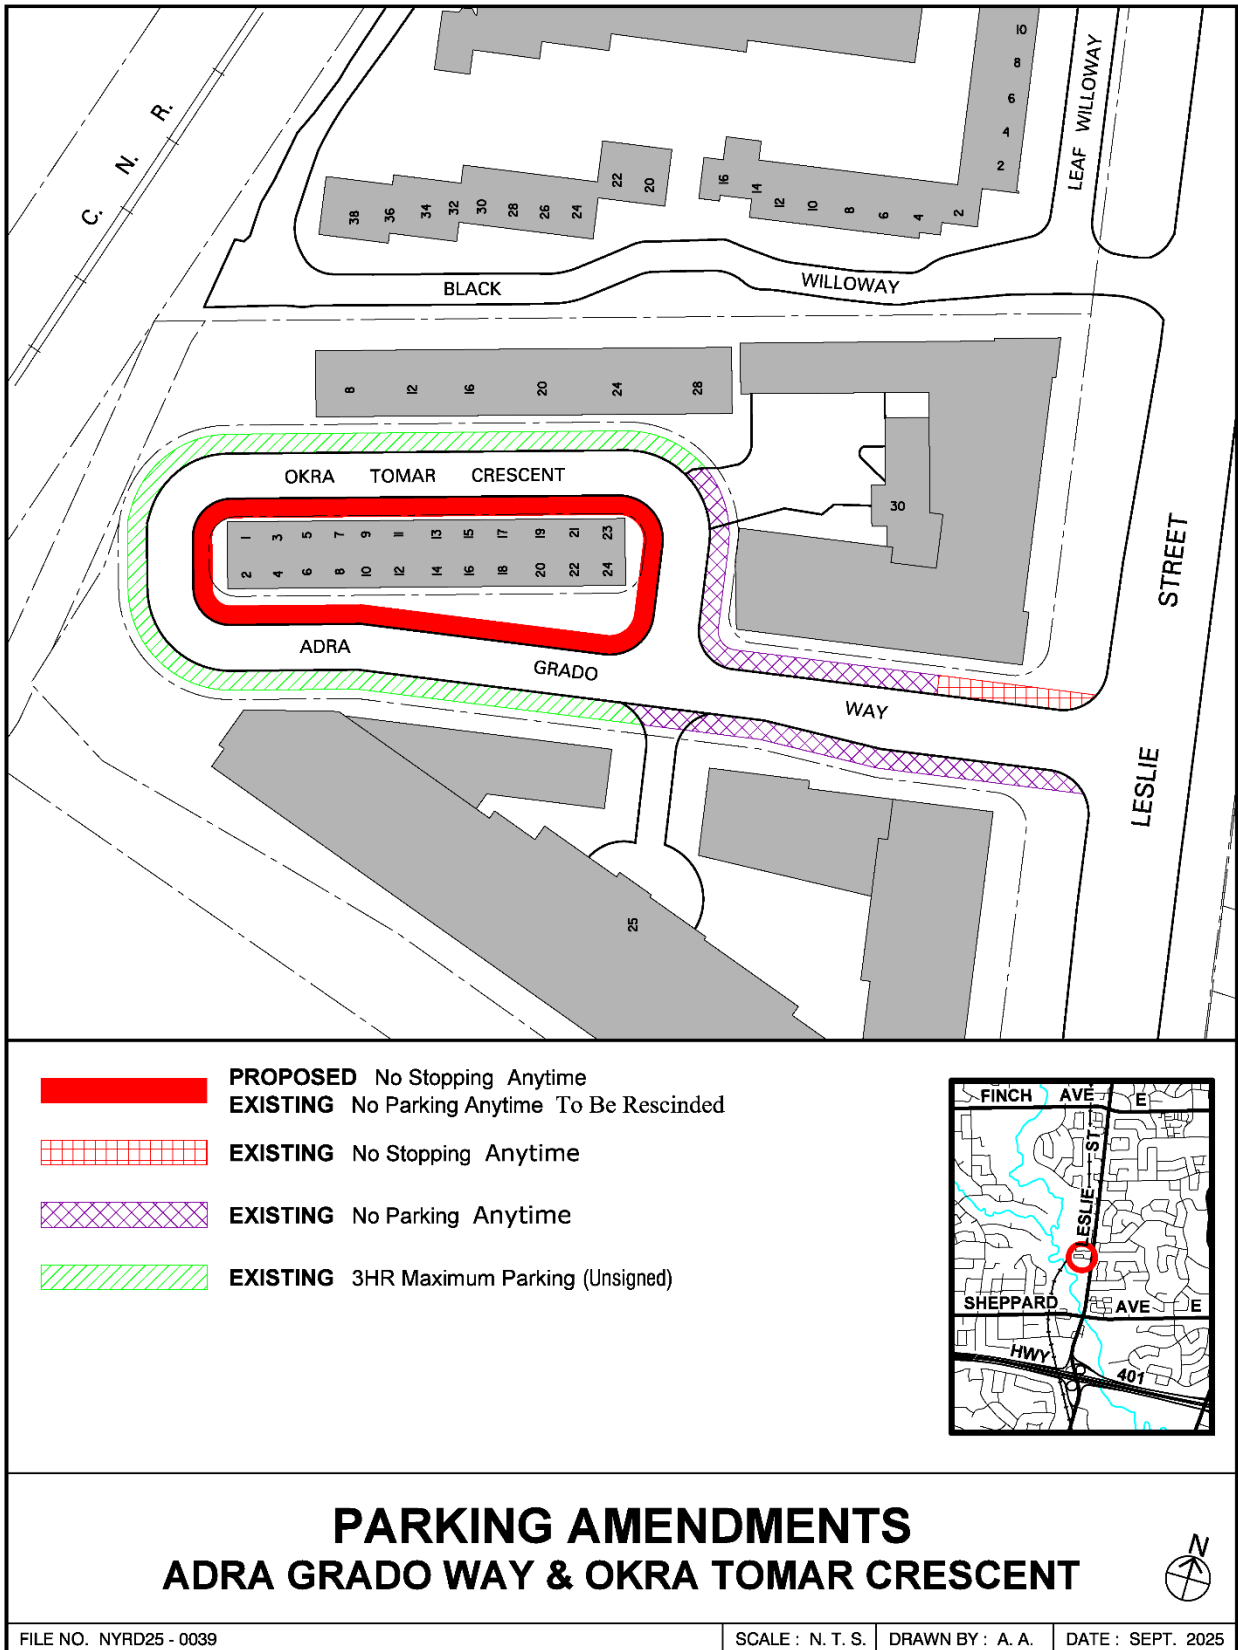 C. N. R.
10
8
6
4
2
LEAF WILLOWAY
38 36 34 32 30 28 26 24 22 20
16 14 12 10 8 6 4 2
BLACK WILLOWAY
8 12 16 20 24 28
OKRA TOMAR CRESCENT
30
1 3 5 7 9 11 13 15 17 19 21 23
2 4 6 8 10 12 14 16 18 20 22 24
ADRA GRADO WAY
LESLIE STREET
25
PROPOSED No Stopping Anytime
EXISTING No Parking Anytime To Be Rescinded
EXISTING No Stopping Anytime
EXISTING No Parking Anytime
EXISTING 3HR Maximum Parking (Unsigned)
FINCH AVE E
LESLIE ST
SHEPPARD AVE E
HWY 401
PARKING AMENDMENTS
ADRA GRADO WAY & OKRA TOMAR CRESCENT
N
FILE NO. NYRD25 - 0039
SCALE : N. T. S.
DRAWN BY : A. A.
DATE : SEPT. 2025